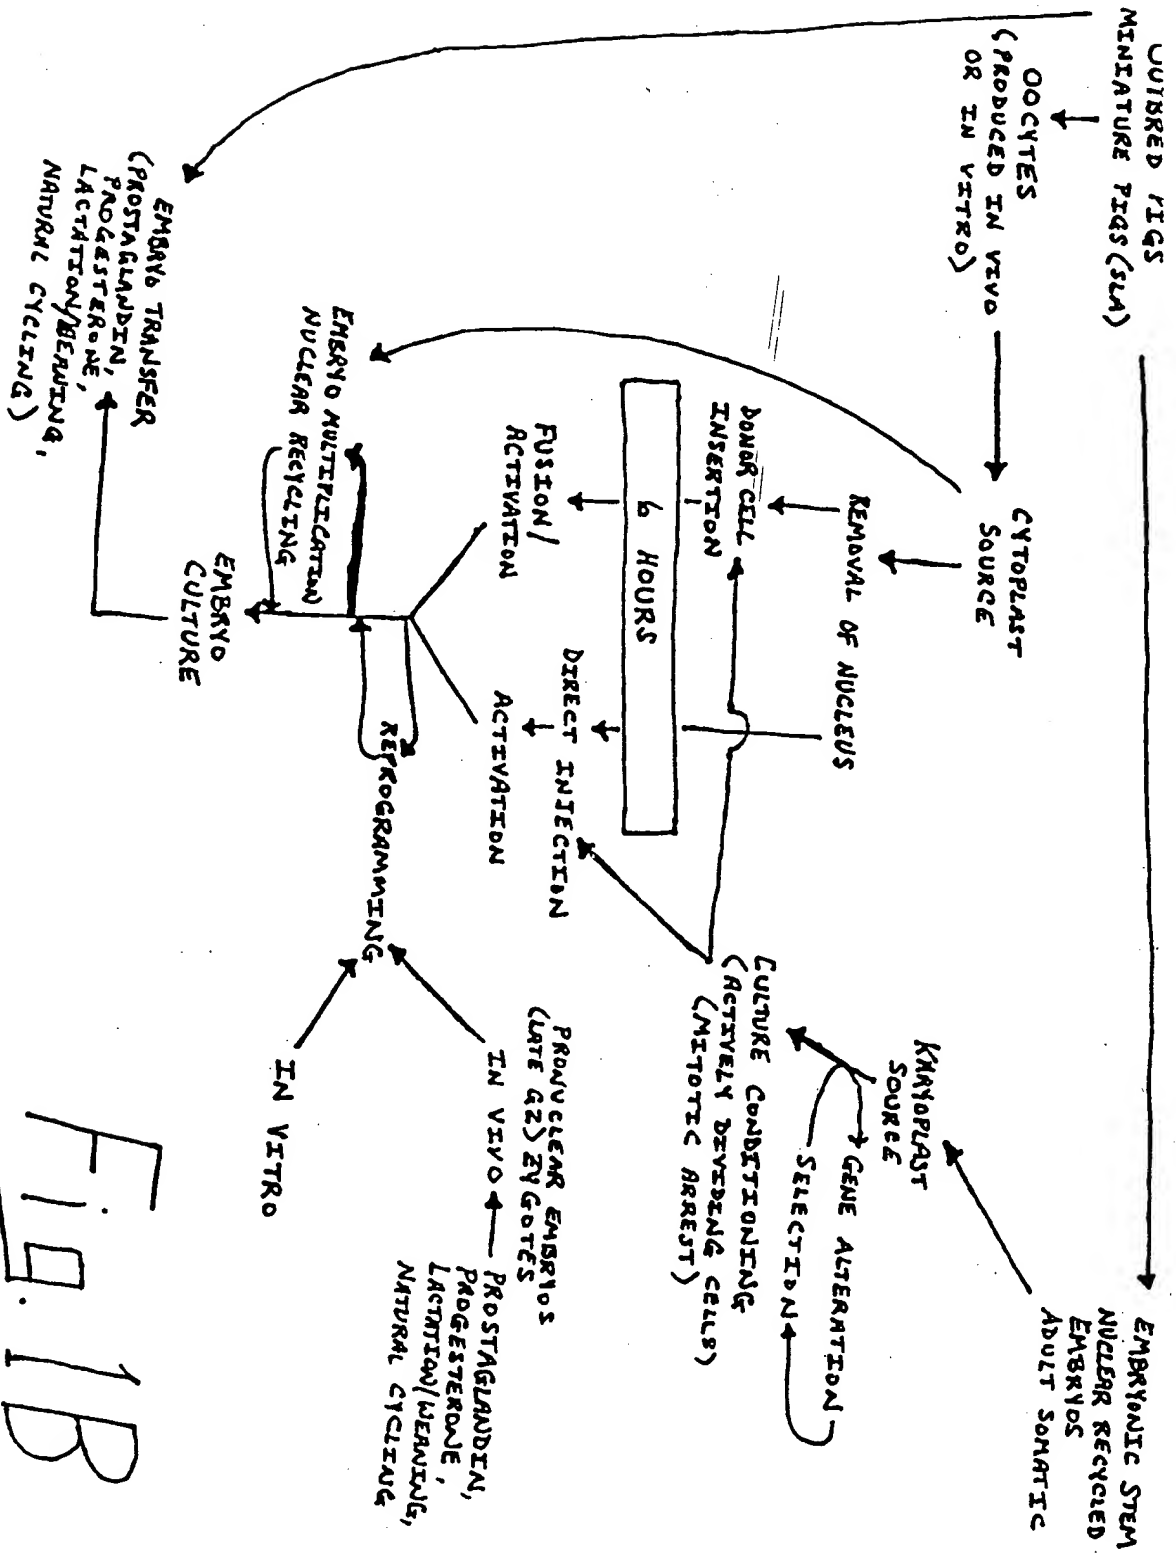 OUTBRED PIGS
MINIATURE PIGS (SLA)
OOCYTES
(PRODUCED IN VIVO
OR IN VITRO)
CYTOPLAST
SOURCE
REMOVAL OF NUCLEUS
DONOR CELL
INSERTION
6 HOURS
FUSION/
ACTIVATION
DIRECT INJECTION
ACTIVATION
EMBRYO MULTIPLICATION
NUCLEAR RECYCLING
REPROGRAMMING
EMBRYO
CULTURE
EMBRYO TRANSFER
(PROSTAGLANDIN,
PROGESTERONE,
LACTATION/WEANING,
NATURAL CYCLING)
EMBRYONIC STEM
NUCLEAR RECYCLED
EMBRYOS
ADULT SOMATIC
KARYOPLAST
SOURCE
GENE ALTERATION
SELECTION
CULTURE CONDITIONING
(ACTIVELY DIVIDING CELLS)
(MITOTIC ARREST)
PRONUCLEAR EMBRYOS
(LATE G2) ZYGOTES
IN VIVO
PROSTAGLANDIN,
PROGESTERONE,
LACTATION/WEANING,
NATURAL CYCLING
IN VITRO
Fig. 1B